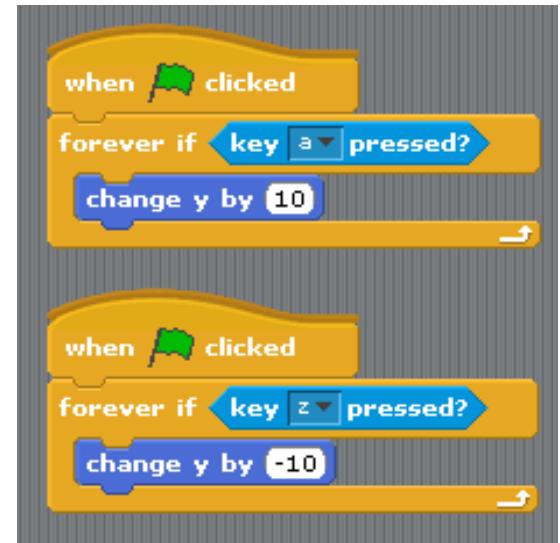 when clicked
forever if key a pressed?
change y by 10
when clicked
forever if key z pressed?
change y by -10